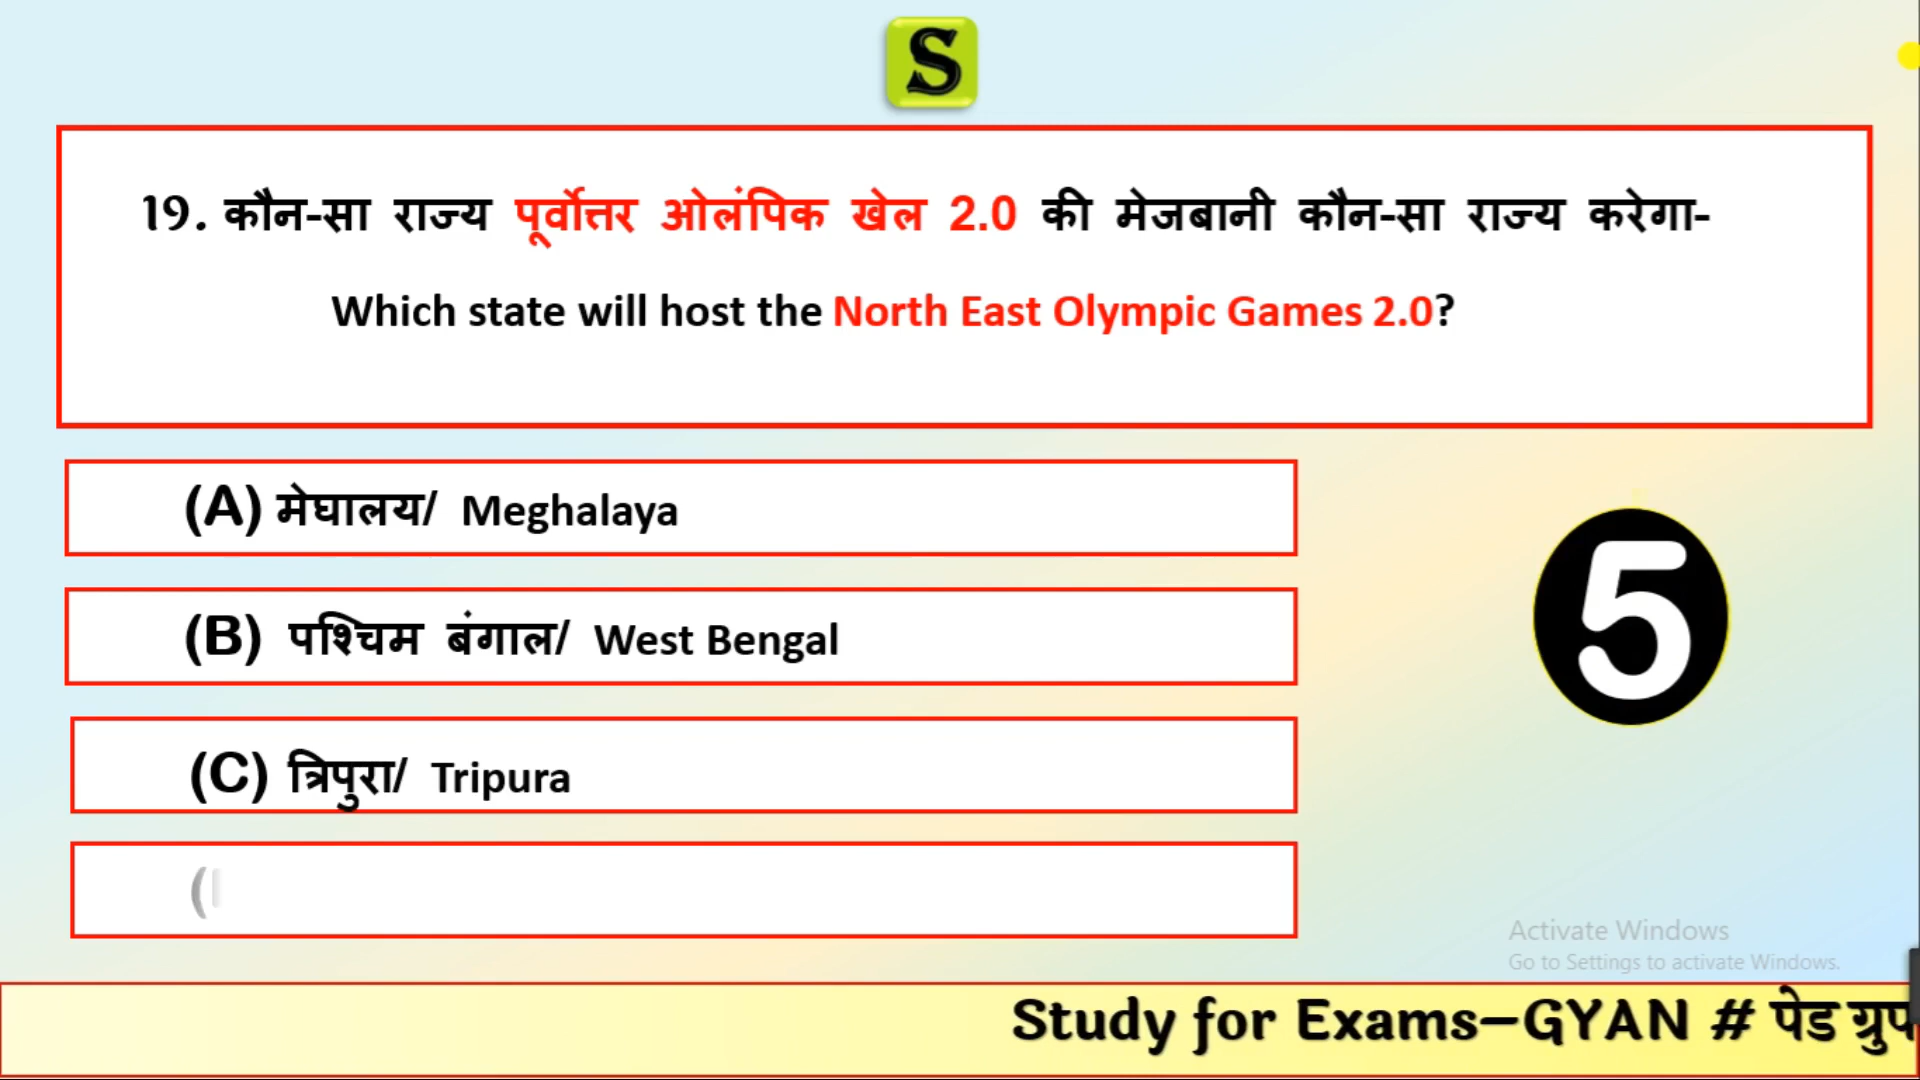 S
19. कौन-सा राज्य पूर्वोत्तर ओलंपिक खेल 2.0 की मेजबानी कौन-सा राज्य करेगा-
Which state will host the North East Olympic Games 2.0?
(A) मेघालय/ Meghalaya
(B) पश्चिम बंगाल/ West Bengal
(C) त्रिपुरा/ Tripura
(
5
Activate Windows
Go to Settings to activate Windows.
Study for Exams–GYAN # पेड ग्रुप